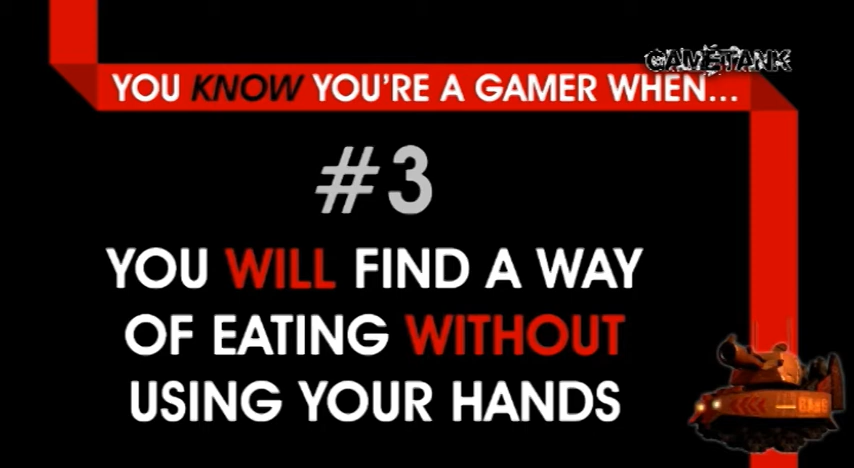 GAMETANK
YOU KNOW YOU'RE A GAMER WHEN...
#3
YOU WILL FIND A WAY
OF EATING WITHOUT
USING YOUR HANDS